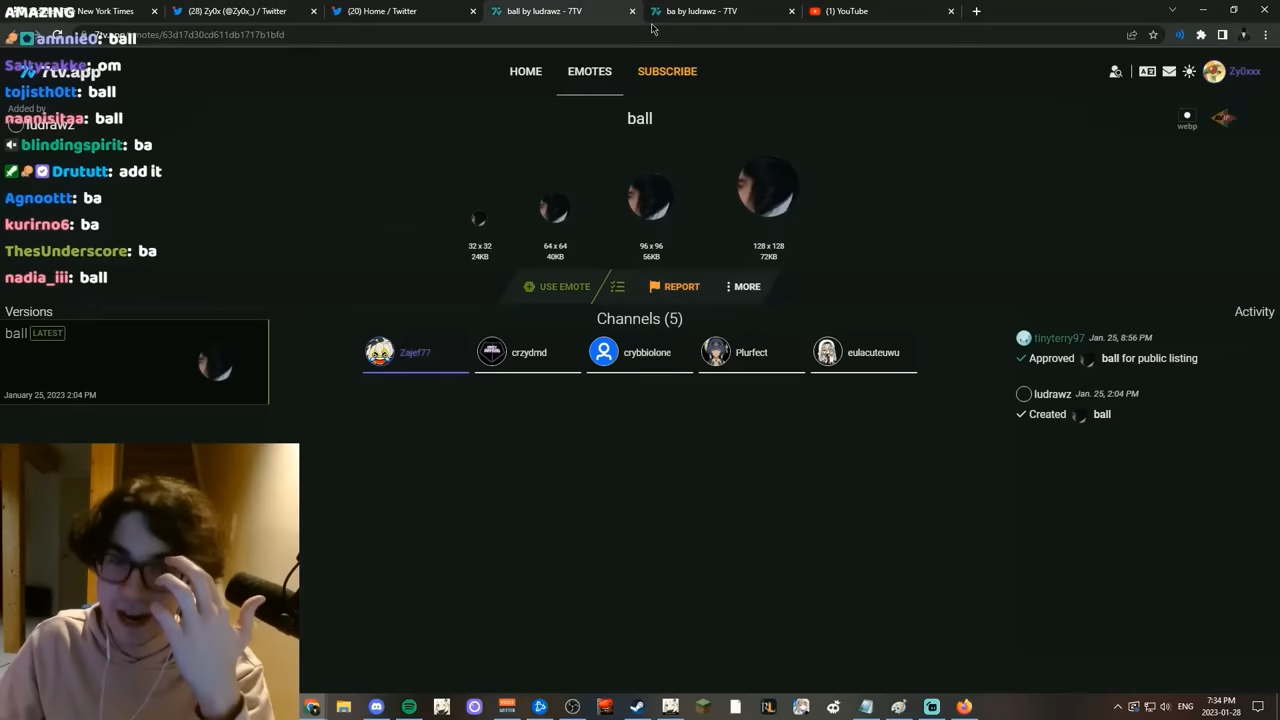 AMAZING
New York Times
(28) Zy0x (@Zy0x_) / Twitter
(20) Home / Twitter
ball by ludrawz - 7TV
ba by ludrawz - 7TV
(1) YouTube
emotes/63d17d30cd611db1717b1bfd
amnnie0: ball
Saltycakke: om
7tv.app
HOME
EMOTES
SUBSCRIBE
Zy0xxx
tojisth0tt: ball
Added by
naanisitaa: ball
ludrawz
ball
webp
AVIF
blindingspirit: ba
Drututt: add it
Agnoottt: ba
kurirno6: ba
ThesUnderscore: ba
nadia_iii: ball
32 x 32
24KB
64 x 64
40KB
96 x 96
56KB
128 x 128
72KB
USE EMOTE
REPORT
MORE
Versions
ball LATEST
January 25, 2023 2:04 PM
Channels (5)
Zajef77
crzydmd
crybbiolone
Plurfect
eulacuteuwu
Activity
tinyterry97 Jan. 25, 8:56 PM
Approved ball for public listing
ludrawz Jan. 25, 2:04 PM
Created ball
ENG
7:34 PM
2023-01-28